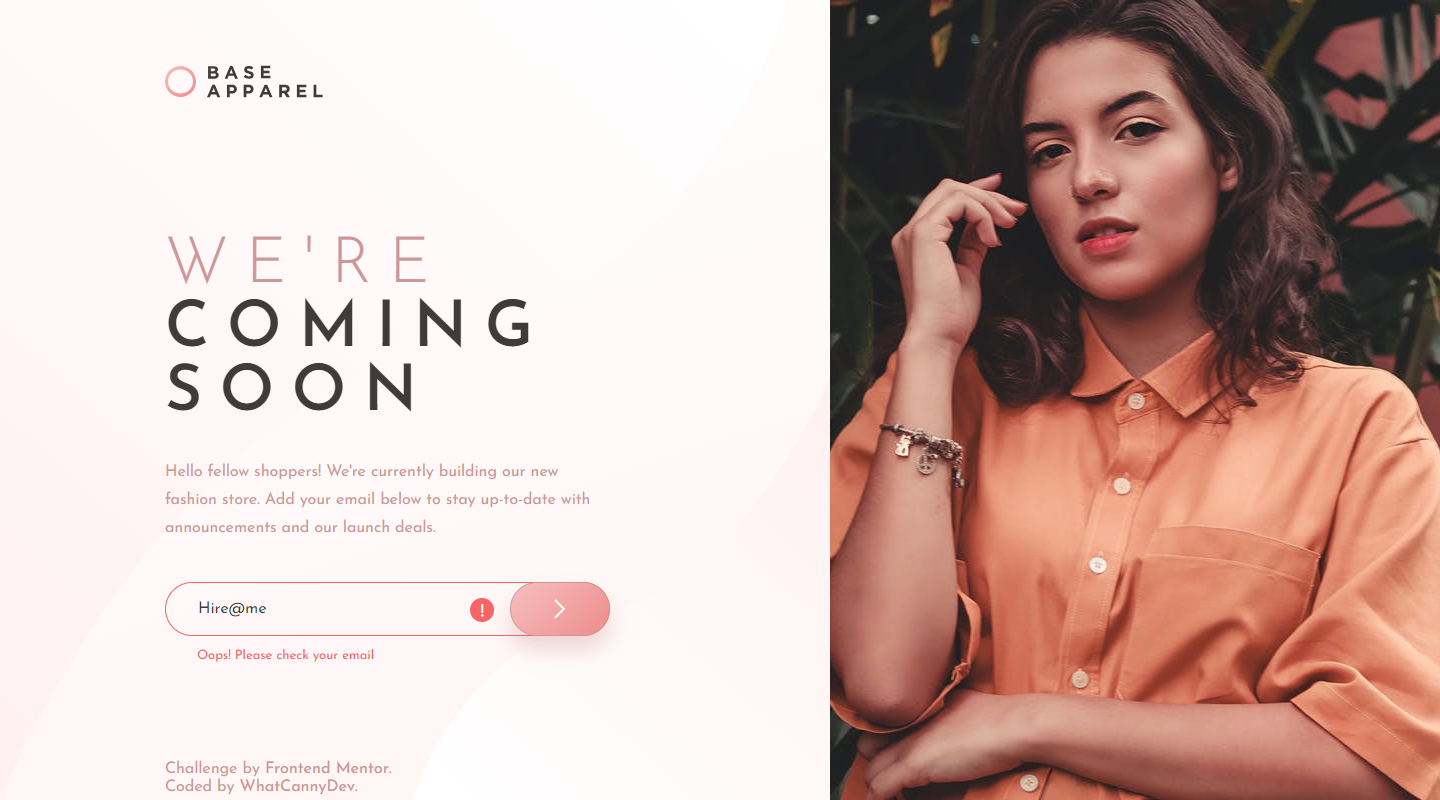 BASE
APPAREL
WE'RE
COMING
SOON
Hello fellow shoppers! We're currently building our new
fashion store. Add your email below to stay up-to-date with
announcements and our launch deals.
Hire@me
!
Oops! Please check your email
Challenge by Frontend Mentor.
Coded by WhatCannyDev.